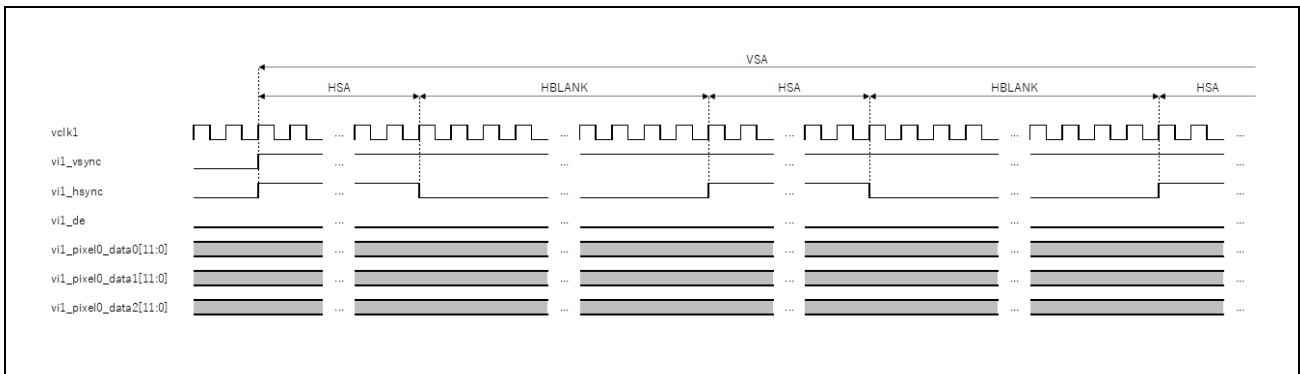 VSA
HSA HBLANK HSA HBLANK HSA
vclk1 ... ... ... ... ...
vi1_vsync ... ... ... ... ...
vi1_hsync ... ... ... ... ...
vi1_de ... ... ... ... ...
vi1_pixel0_data0[11:0] ... ... ... ... ...
vi1_pixel0_data1[11:0] ... ... ... ... ...
vi1_pixel0_data2[11:0] ... ... ... ... ...